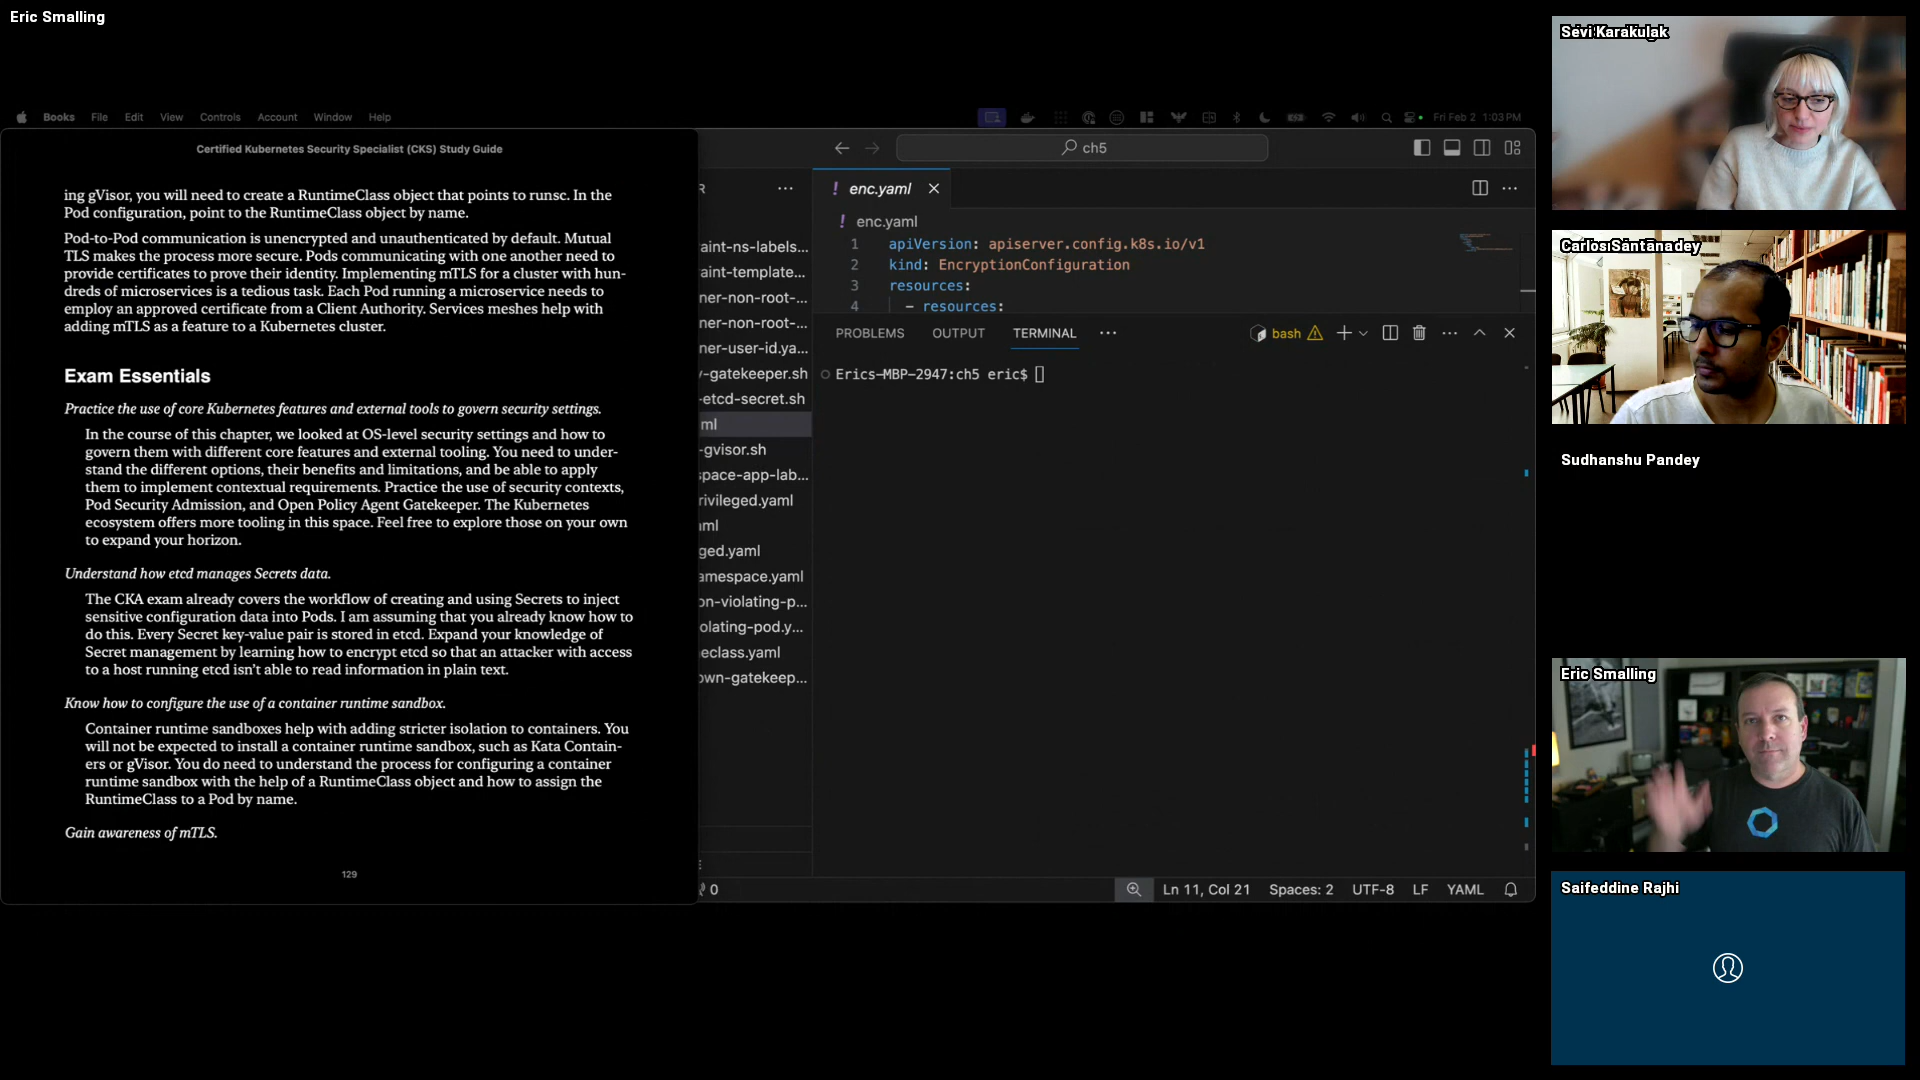 Eric Smalling
Books File Edit View Controls Account Window Help
Fri Feb 2 1:03 PM
Certified Kubernetes Security Specialist (CKS) Study Guide
ing gVisor, you will need to create a RuntimeClass object that points to runsc. In the
Pod configuration, point to the RuntimeClass object by name.
Pod-to-Pod communication is unencrypted and unauthenticated by default. Mutual
TLS makes the process more secure. Pods communicating with one another need to
provide certificates to prove their identity. Implementing mTLS for a cluster with hun-
dreds of microservices is a tedious task. Each Pod running a microservice needs to
employ an approved certificate from a Client Authority. Services meshes help with
adding mTLS as a feature to a Kubernetes cluster.
Exam Essentials
Practice the use of core Kubernetes features and external tools to govern security settings.
In the course of this chapter, we looked at OS-level security settings and how to
govern them with different core features and external tooling. You need to under-
stand the different options, their benefits and limitations, and be able to apply
them to implement contextual requirements. Practice the use of security contexts,
Pod Security Admission, and Open Policy Agent Gatekeeper. The Kubernetes
ecosystem offers more tooling in this space. Feel free to explore those on your own
to expand your horizon.
Understand how etcd manages Secrets data.
The CKA exam already covers the workflow of creating and using Secrets to inject
sensitive configuration data into Pods. I am assuming that you already know how to
do this. Every Secret key-value pair is stored in etcd. Expand your knowledge of
Secret management by learning how to encrypt etcd so that an attacker with access
to a host running etcd isn't able to read information in plain text.
Know how to configure the use of a container runtime sandbox.
Container runtime sandboxes help with adding stricter isolation to containers. You
will not be expected to install a container runtime sandbox, such as Kata Contain-
ers or gVisor. You do need to understand the process for configuring a container
runtime sandbox with the help of a RuntimeClass object and how to assign the
RuntimeClass to a Pod by name.
Gain awareness of mTLS.
129
ch5
R
aint-ns-labels...
aint-template...
ner-non-root-...
ner-non-root-...
ner-user-id.ya...
y-gatekeeper.sh
-etcd-secret.sh
ml
-gvisor.sh
space-app-lab...
rivileged.yaml
aml
ged.yaml
amespace.yaml
on-violating-p...
olating-pod.y...
eclass.yaml
own-gatekeep...
0
! enc.yaml
! enc.yaml
1 apiVersion: apiserver.config.k8s.io/v1
2 kind: EncryptionConfiguration
3 resources:
4 - resources:
PROBLEMS OUTPUT TERMINAL ...
bash
Erics-MBP-2947:ch5 eric$
Ln 11, Col 21 Spaces: 2 UTF-8 LF YAML
Sevi Karakulak
Carlos Santanadey
Sudhanshu Pandey
Eric Smalling
Saifeddine Rajhi